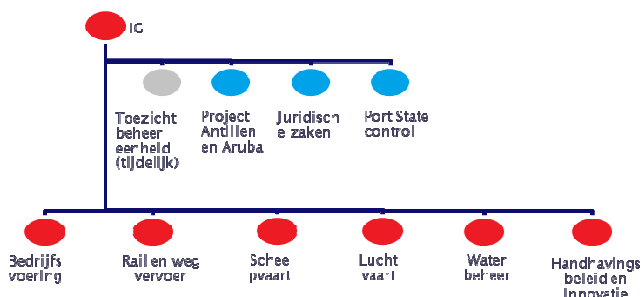 IG
Toezicht
beheer
eenheid
(tijdelijk)
Project
Antillen
en Aruba
Juridisch
e zaken
Port State
control
Bedrijfs
voering
Rail en weg
vervoer
Schee
pvaart
Lucht
vaart
Water
beheer
Handhavings
beleid en
Innovatie